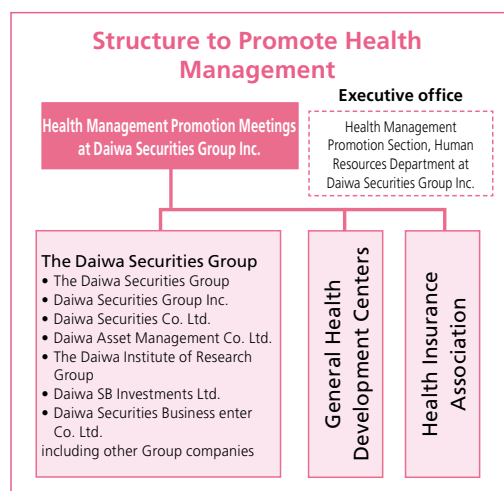 Structure to Promote Health
Management
Executive office
Health Management Promotion Meetings
at Daiwa Securities Group Inc.
Health Management
Promotion Section, Human
Resources Department at
Daiwa Securities Group Inc.
The Daiwa Securities Group
• The Daiwa Securities Group
• Daiwa Securities Group Inc.
• Daiwa Securities Co. Ltd.
• Daiwa Asset Management Co. Ltd.
• The Daiwa Institute of Research
Group
• Daiwa SB Investments Ltd.
• Daiwa Securities Business enter
Co. Ltd.
including other Group companies
General Health
Development Centers
Health Insurance
Association